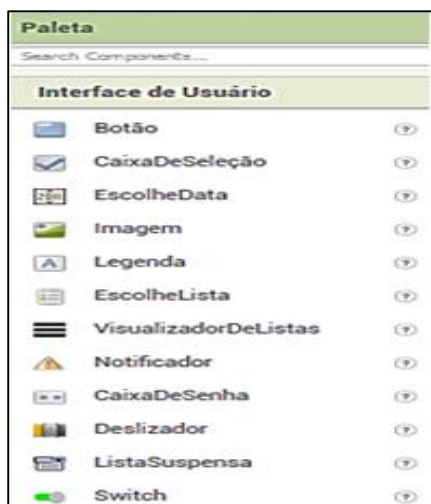 Paleta
Search Components...
Interface de Usuário
Botão
CaixaDeSeleção
EscolheData
Imagem
Legenda
EscolheLista
VisualizadorDeListas
Notificador
CaixaDeSenha
Deslizador
ListaSuspensa
Switch